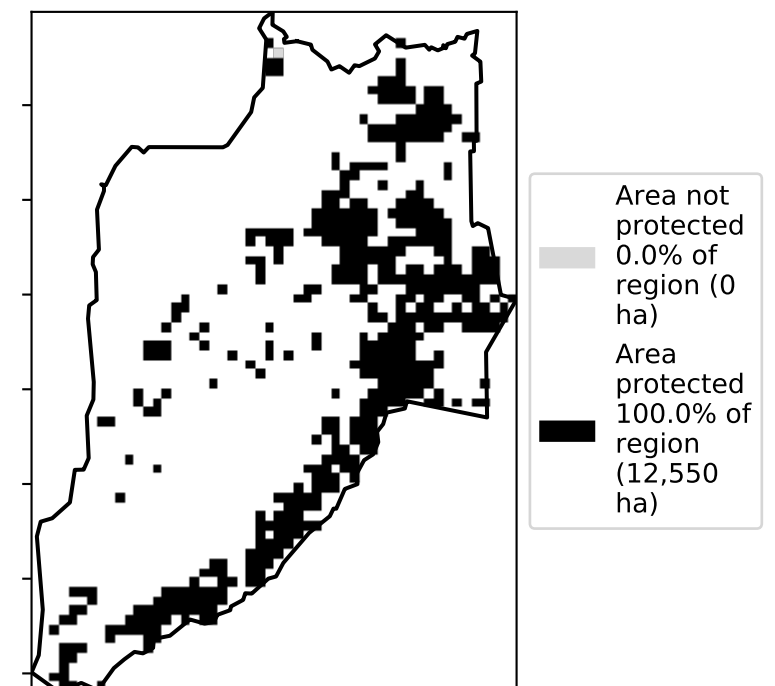 Area not
protected
0.0% of
region (0
ha)
Area
protected
100.0% of
region
(12,550
ha)